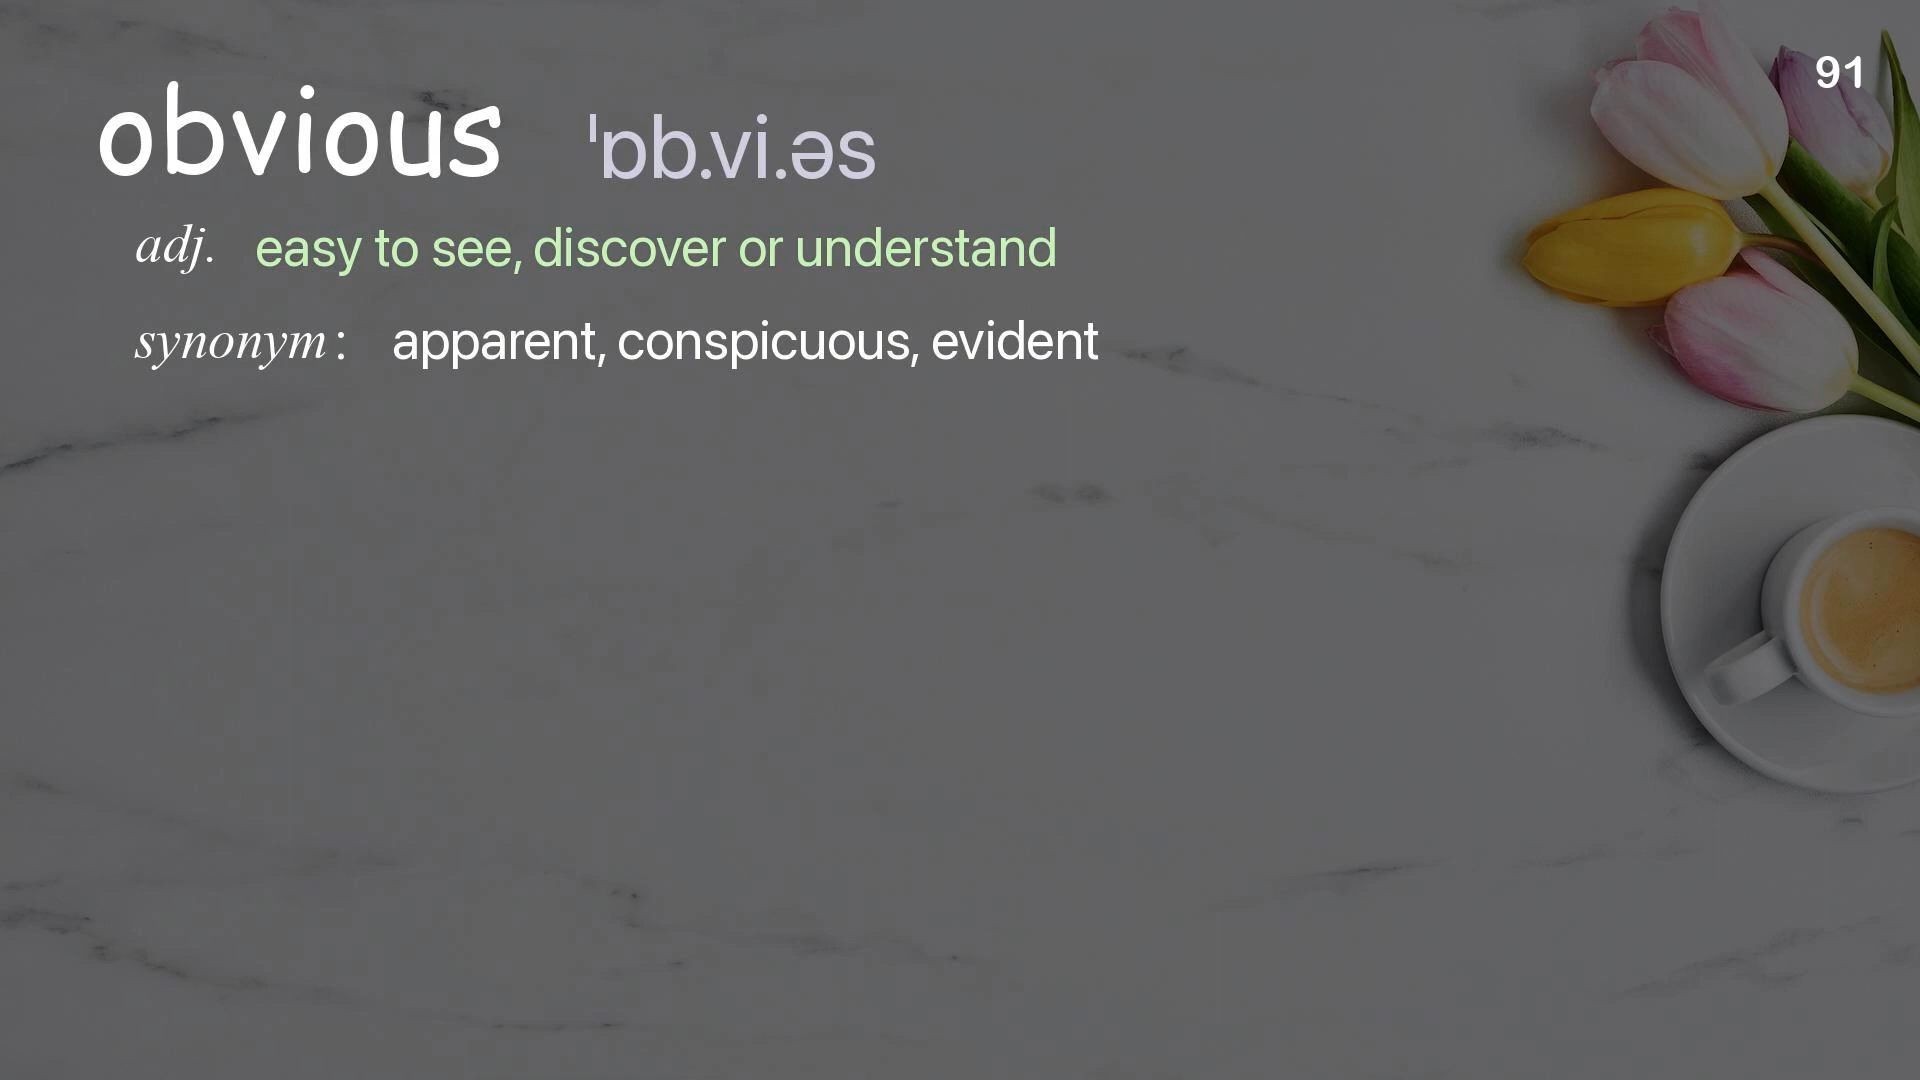 91
obvious ˈɒb.vi.əs
adj. easy to see, discover or understand
synonym : apparent, conspicuous, evident